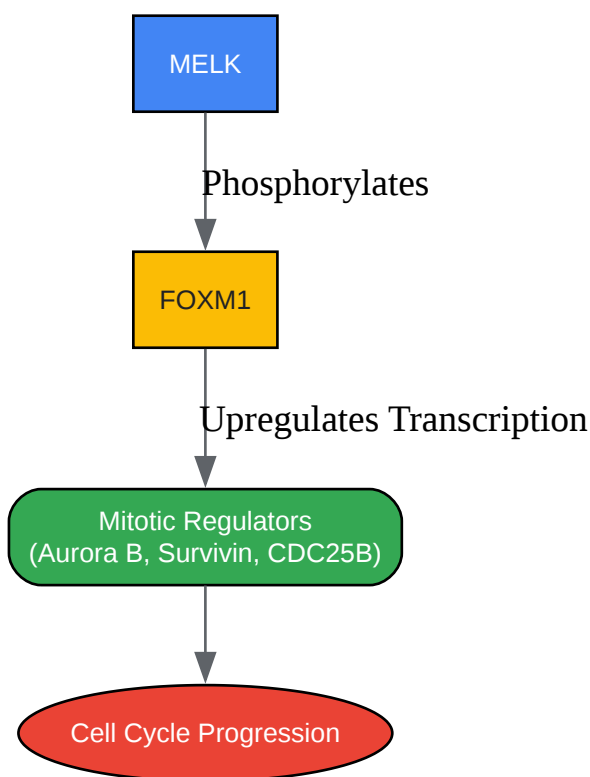 MELK
Phosphorylates
FOXM1
Upregulates Transcription
Mitotic Regulators
(Aurora B, Survivin, CDC25B)
Cell Cycle Progression